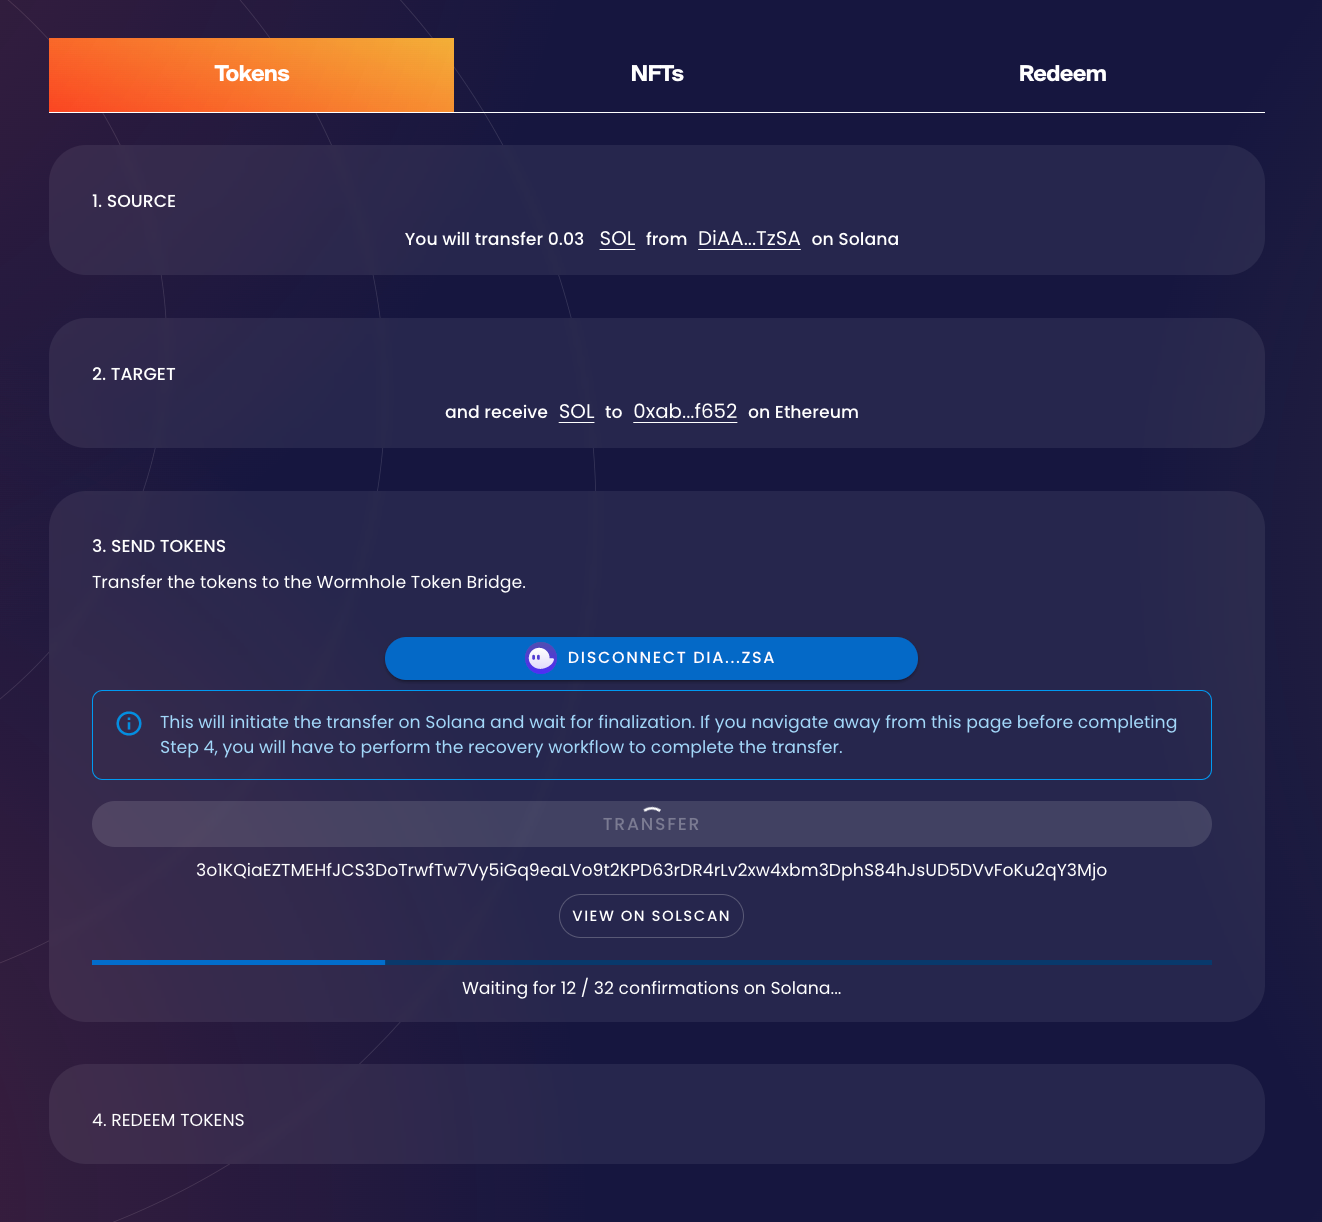 Tokens
NFTs
Redeem
1. SOURCE
You will transfer 0.03 SOL from DiAA...TzSA on Solana
2. TARGET
and receive SOL to 0xab...f652 on Ethereum
3. SEND TOKENS
Transfer the tokens to the Wormhole Token Bridge.
DISCONNECT DIA...ZSA
This will initiate the transfer on Solana and wait for finalization. If you navigate away from this page before completing
Step 4, you will have to perform the recovery workflow to complete the transfer.
TRANSFER
3o1KQiaEZTMEHfJCS3DoTrwfTw7Vy5iGq9eaLVo9t2KPD63rDR4rLv2xw4xbm3DphS84hJsUD5DVvFoKu2qY3Mjo
VIEW ON SOLSCAN
Waiting for 12 / 32 confirmations on Solana...
4. REDEEM TOKENS